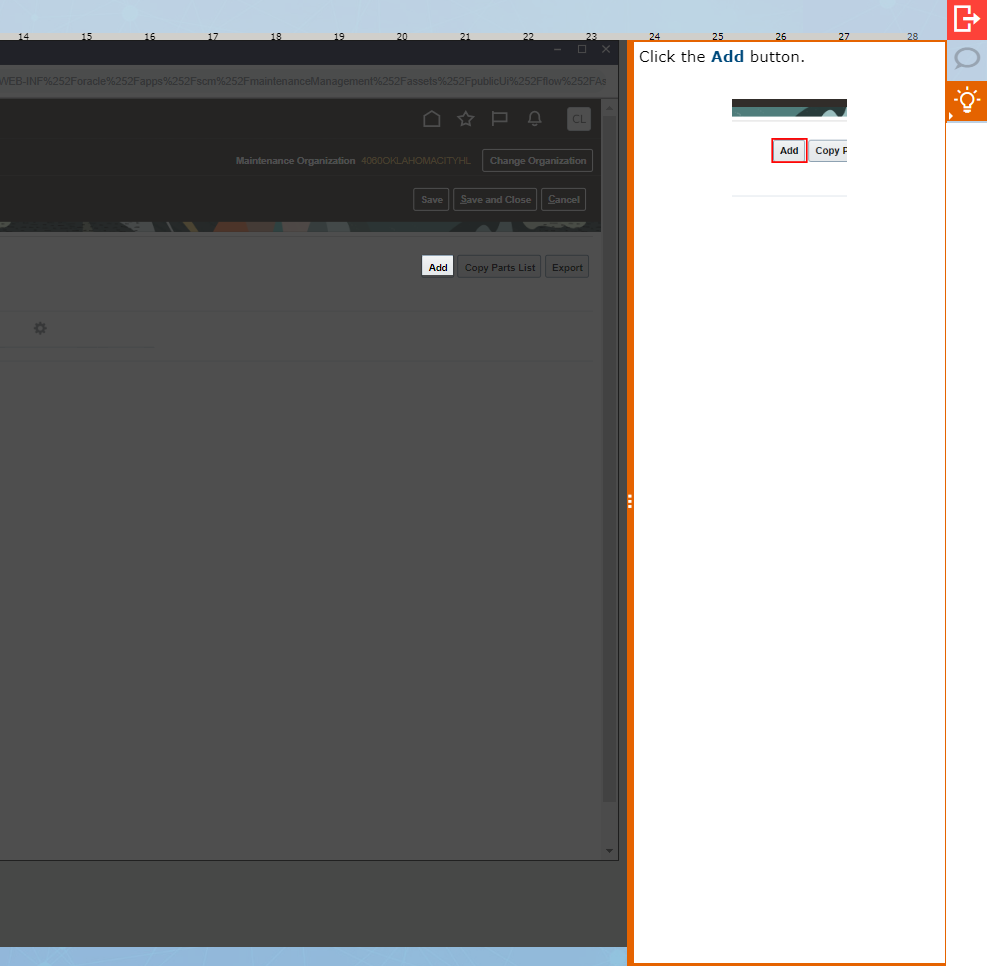 14 15 16 17 18 19 20 21 22 23 24 25 26 27 28
WEB-INF%252Foracle%252Fapps%252Fscm%252FmaintenanceManagement%252Fassets%252FpublicUi%252Fflow%252FAs
CL
Maintenance Organization 4060OKLAHOMACITYHL Change Organization
Save Save and Close Cancel
Add Copy Parts List Export
Click the Add button.
Add Copy P